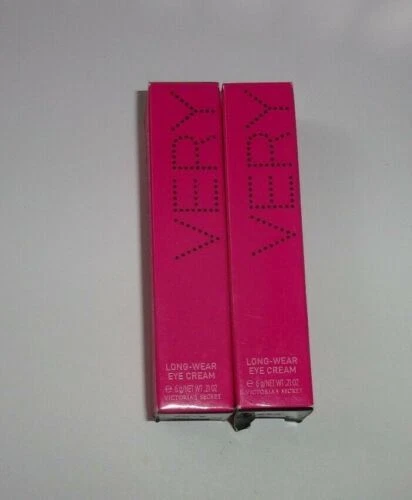 VERY
LONG-WEAR
EYE CREAM
℮ 6 g/NET WT .21 OZ
VICTORIA'S SECRET
VERY
LONG-WEAR
EYE CREAM
℮ 6 g/NET WT .21 OZ
VICTORIA'S SECRET